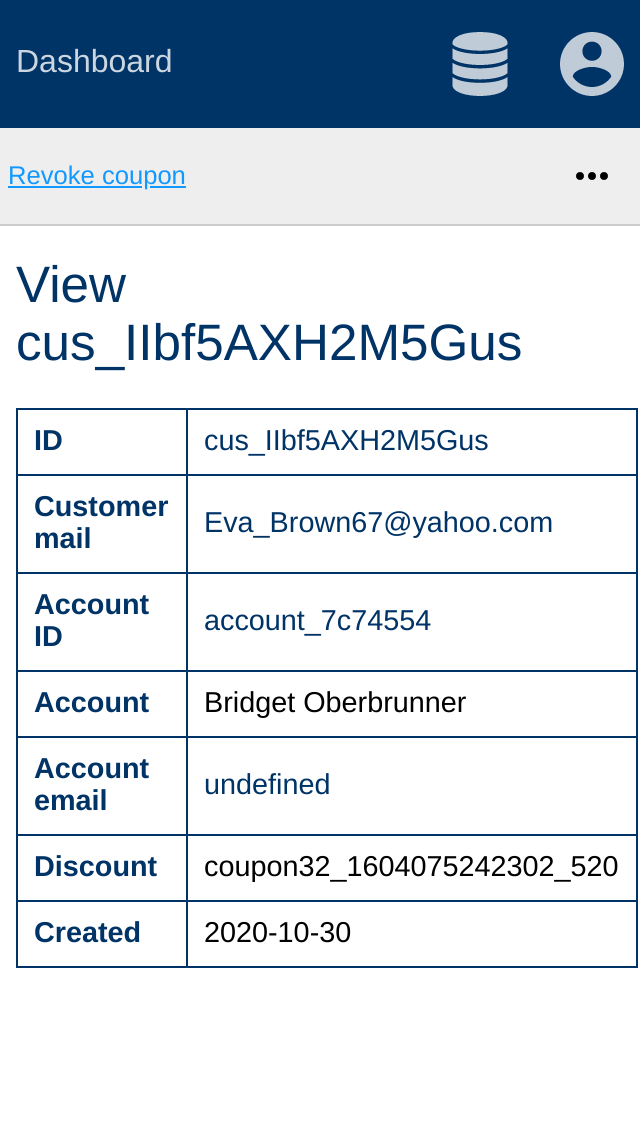 Dashboard
Revoke coupon
View
cus_IIbf5AXH2M5Gus
ID cus_IIbf5AXH2M5Gus
Customer
mail Eva_Brown67@yahoo.com
Account
ID account_7c74554
Account Bridget Oberbrunner
Account
email undefined
Discount coupon32_1604075242302_520
Created 2020-10-30